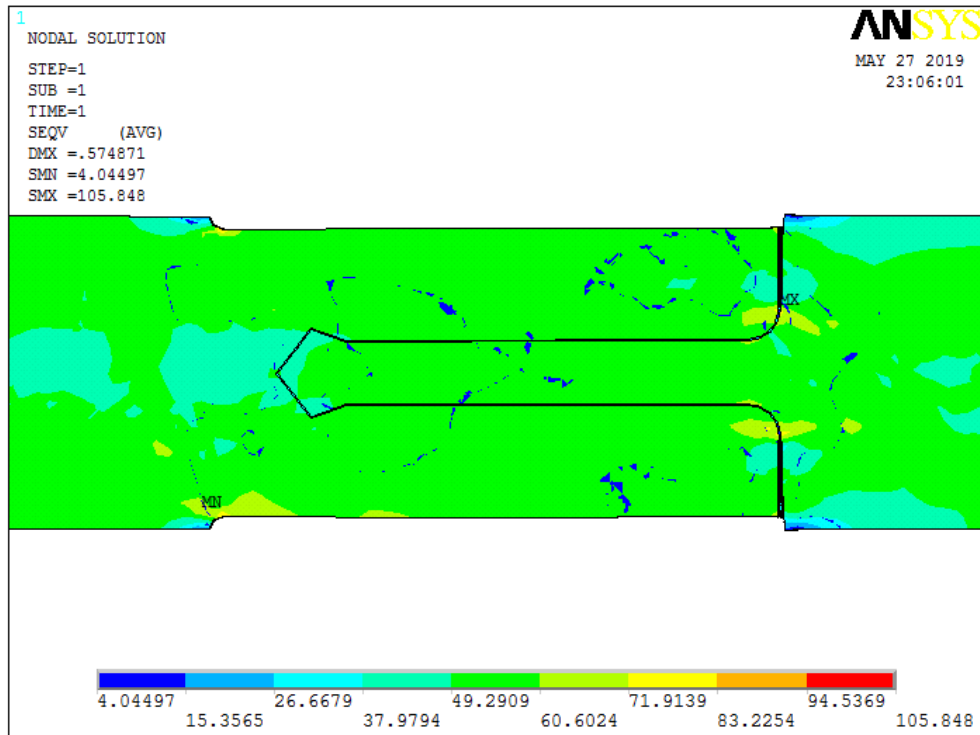 1
NODAL SOLUTION
STEP=1
SUB =1
TIME=1
SEQV (AVG)
DMX =.574871
SMN =4.04497
SMX =105.848
ANSYS
MAY 27 2019
23:06:01
MX
MN
4.04497 26.6679 49.2909 71.9139 94.5369
15.3565 37.9794 60.6024 83.2254 105.848